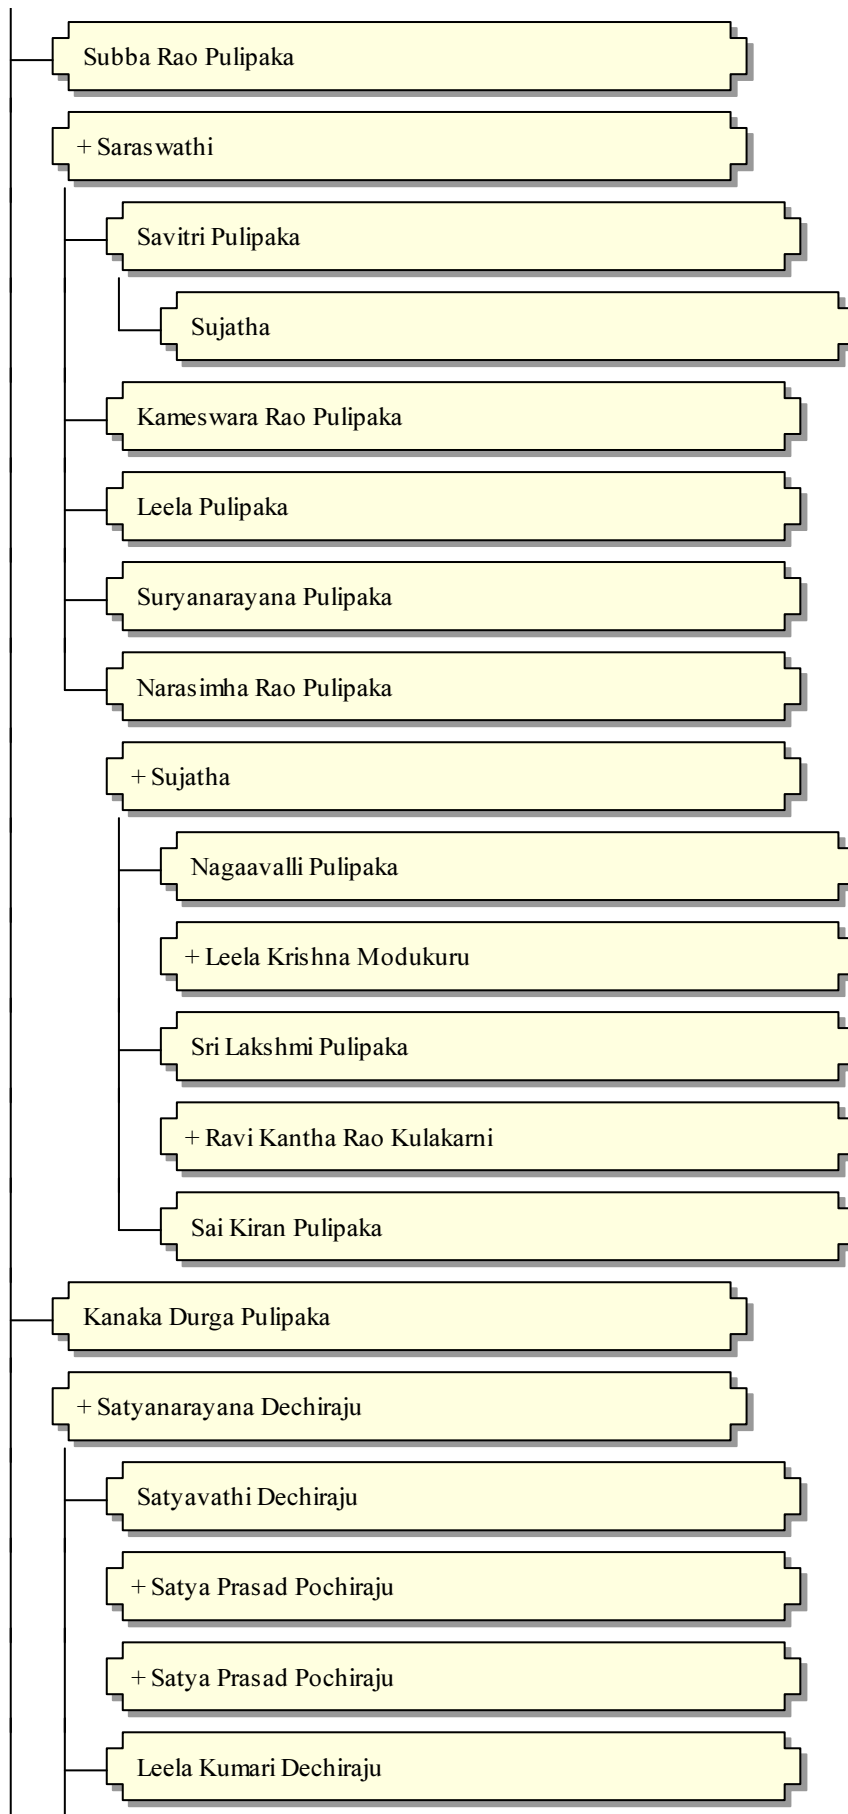 Subba Rao Pulipaka
+ Saraswathi
Savitri Pulipaka
Sujatha
Kameswara Rao Pulipaka
Leela Pulipaka
Suryanarayana Pulipaka
Narasimha Rao Pulipaka
+ Sujatha
Nagaavalli Pulipaka
+ Leela Krishna Modukuru
Sri Lakshmi Pulipaka
+ Ravi Kantha Rao Kulakarni
Sai Kiran Pulipaka
Kanaka Durga Pulipaka
+ Satyanarayana Dechiraju
Satyavathi Dechiraju
+ Satya Prasad Pochiraju
+ Satya Prasad Pochiraju
Leela Kumari Dechiraju